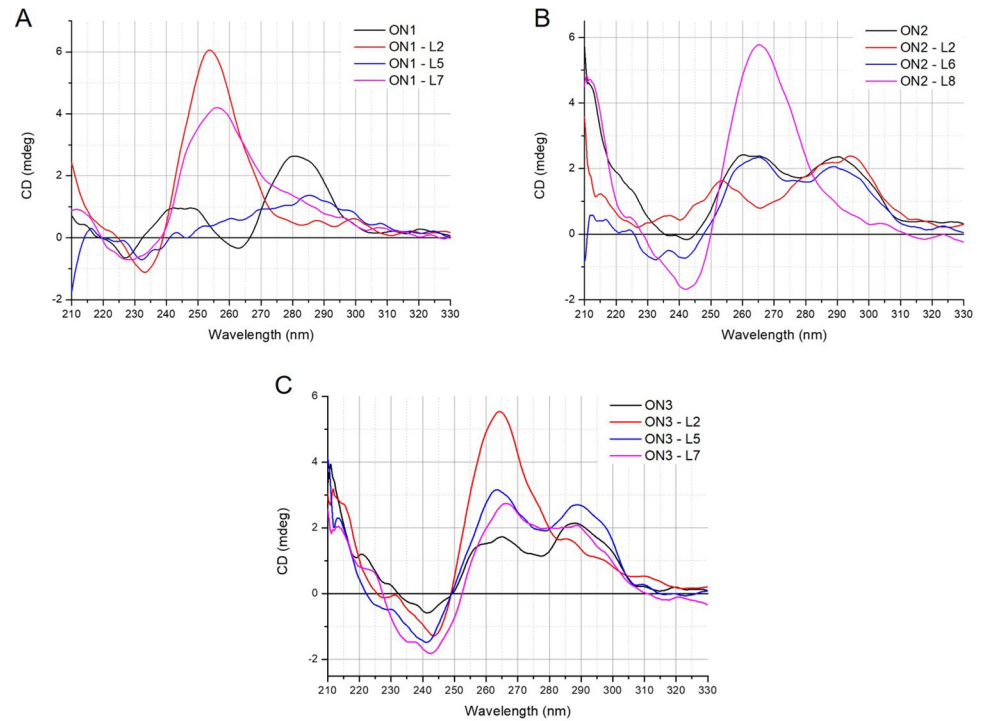 A
ON1
ON1 - L2
ON1 - L5
ON1 - L7
6
4
2
0
-2
CD (mdeg)
210 220 230 240 250 260 270 280 290 300 310 320 330
Wavelength (nm)
B
ON2
ON2 - L2
ON2 - L6
ON2 - L8
6
4
2
0
-2
CD (mdeg)
210 220 230 240 250 260 270 280 290 300 310 320 330
Wavelength (nm)
C
ON3
ON3 - L2
ON3 - L5
ON3 - L7
6
4
2
0
-2
CD (mdeg)
210 220 230 240 250 260 270 280 290 300 310 320 330
Wavelength (nm)